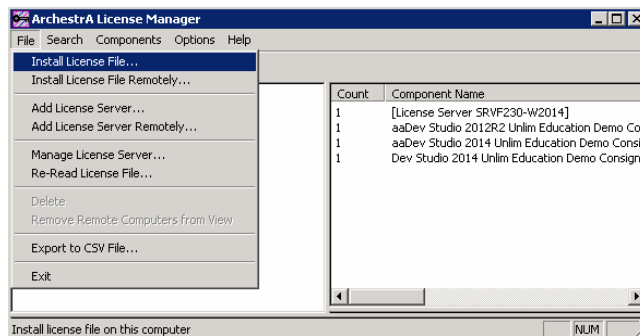 ArchestrA License Manager
File Search Components Options Help
Install License File...
Install License File Remotely...
Add License Server...
Add License Server Remotely...
Manage License Server...
Re-Read License File...
Delete
Remove Remote Computers from View
Export to CSV File...
Exit
Count Component Name
1 [License Server SRVF230-W2014]
1 aaDev Studio 2012R2 Unlim Education Demo Co
1 aaDev Studio 2014 Unlim Education Demo Consi
1 Dev Studio 2014 Unlim Education Demo Consign
Install license file on this computer
NUM